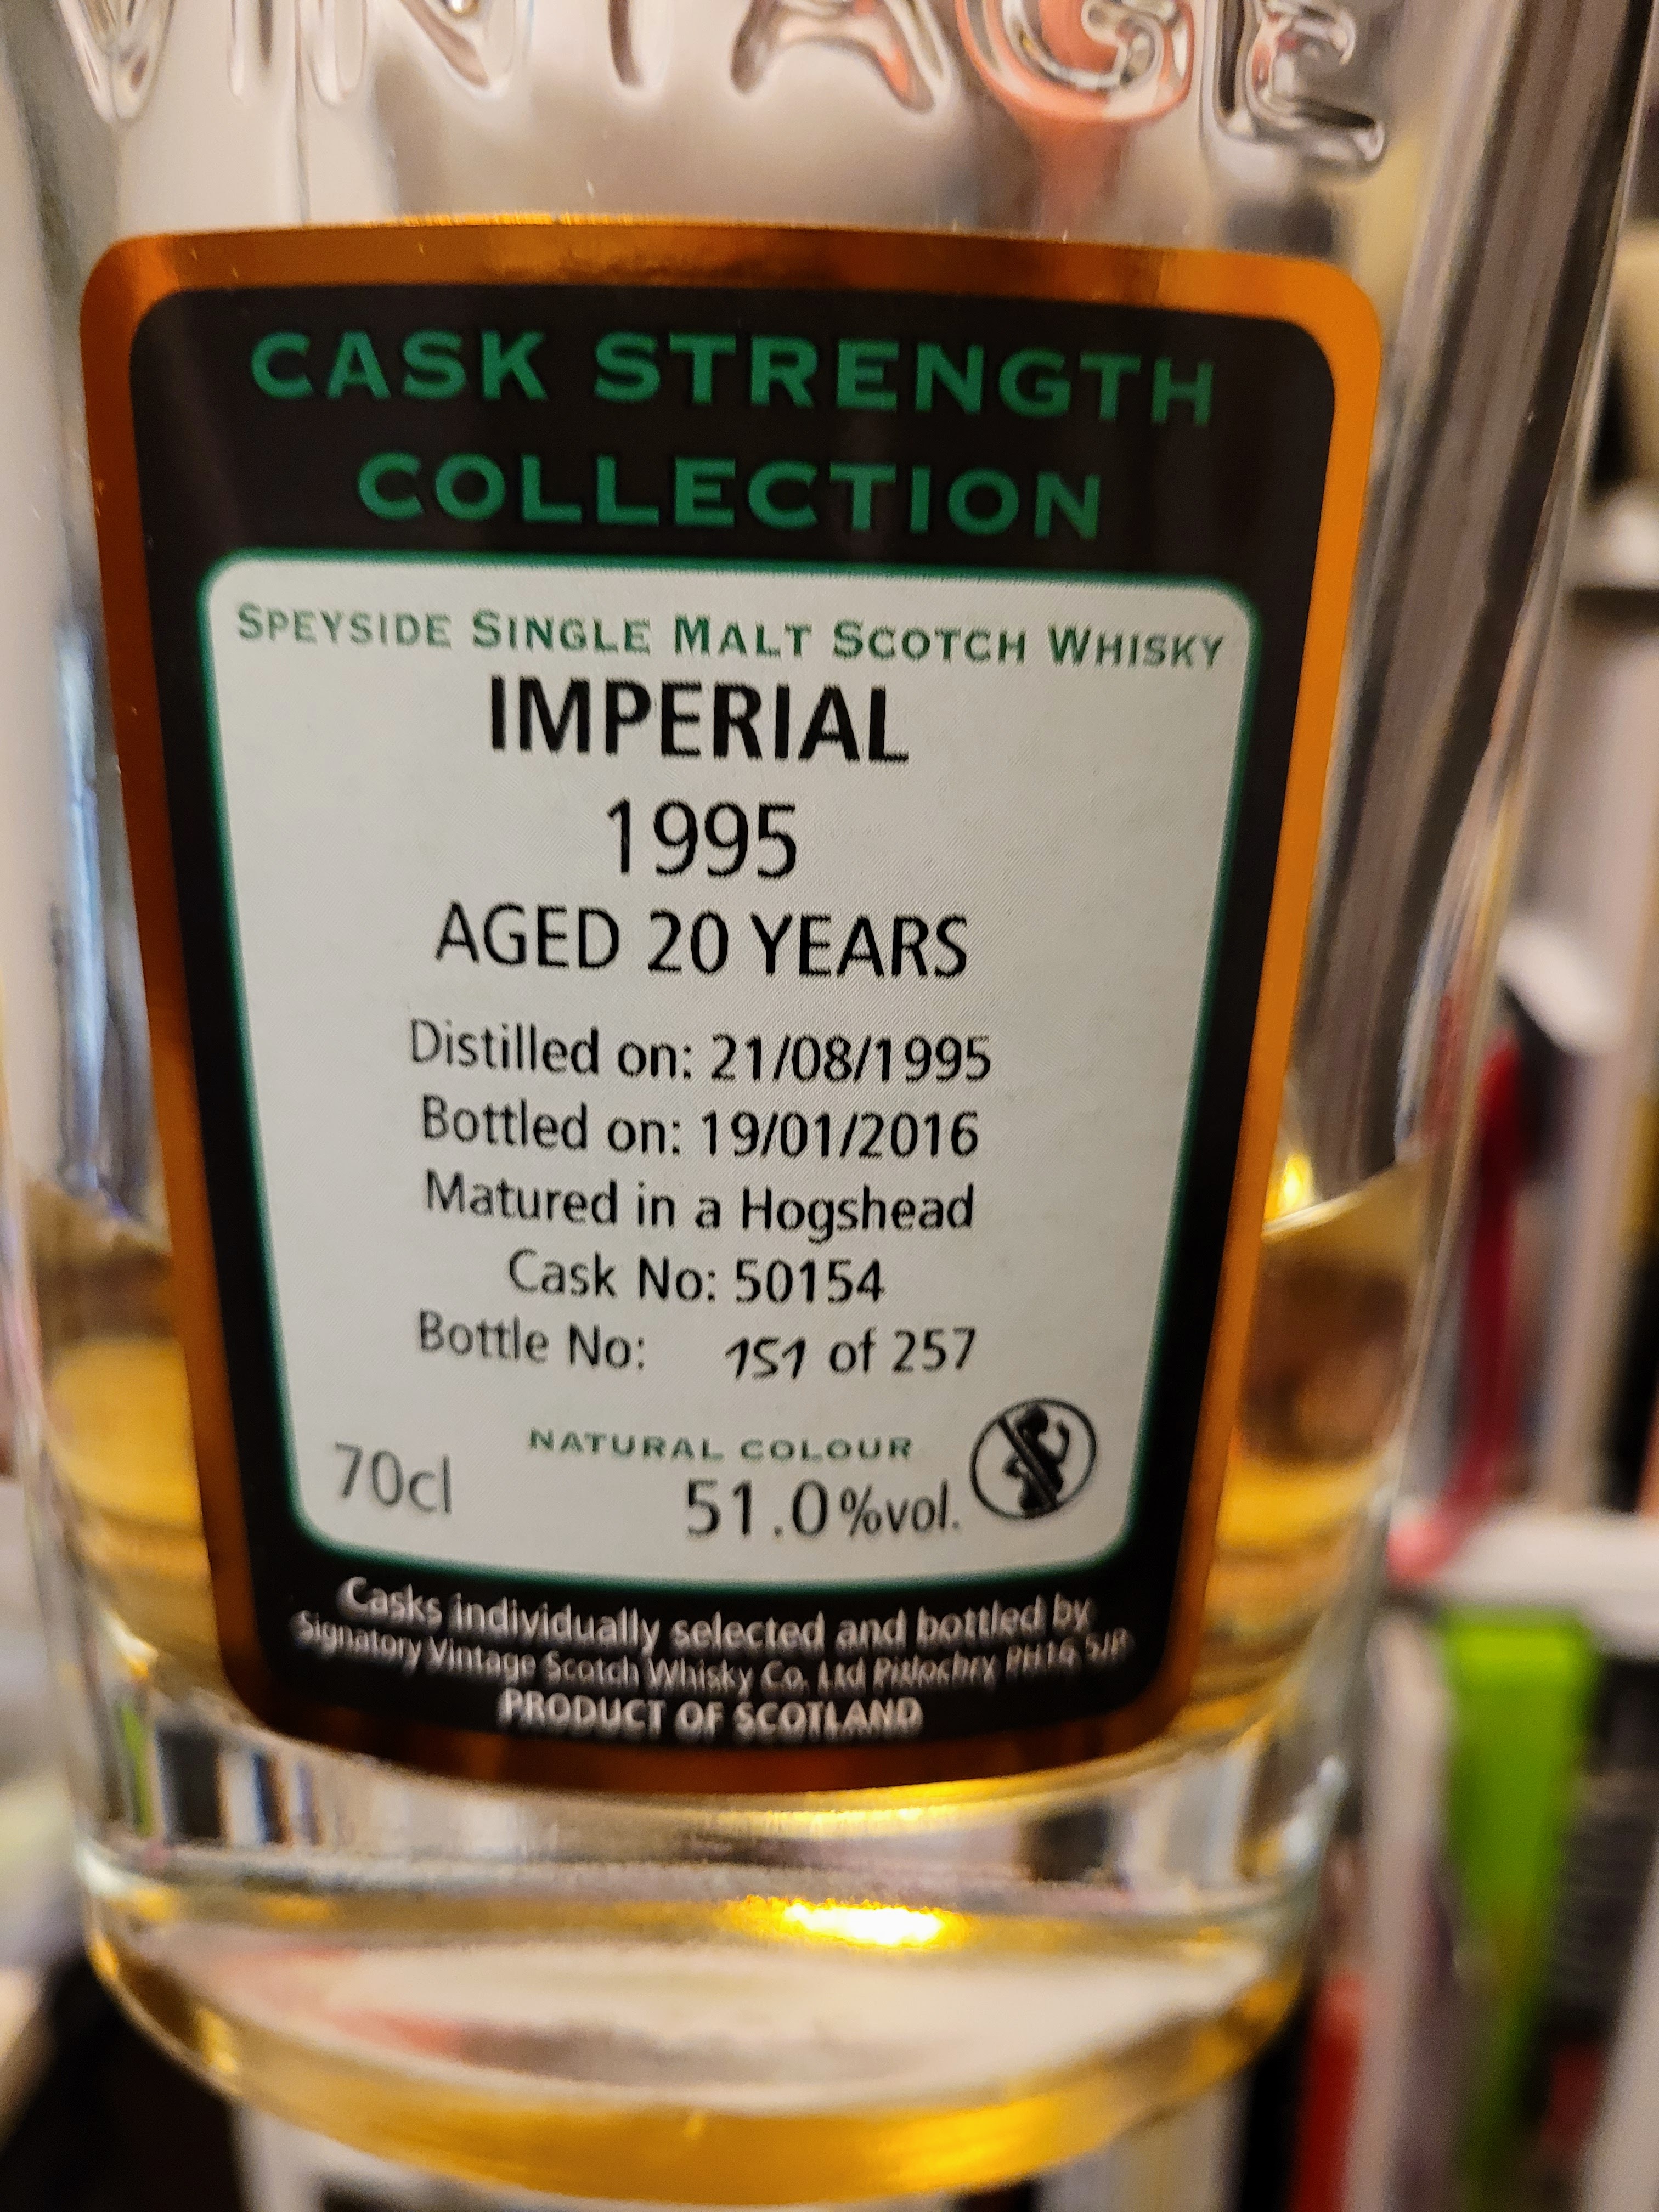 VINTAGE
CASK STRENGTH
COLLECTION
SPEYSIDE SINGLE MALT SCOTCH WHISKY
IMPERIAL
1995
AGED 20 YEARS
Distilled on: 21/08/1995
Bottled on: 19/01/2016
Matured in a Hogshead
Cask No: 50154
Bottle No: 151 of 257
NATURAL COLOUR
70cl 51.0%vol.
Casks individually selected and bottled by
Signatory Vintage Scotch Whisky Co. Ltd Pitlochry PH16 5JP
PRODUCT OF SCOTLAND